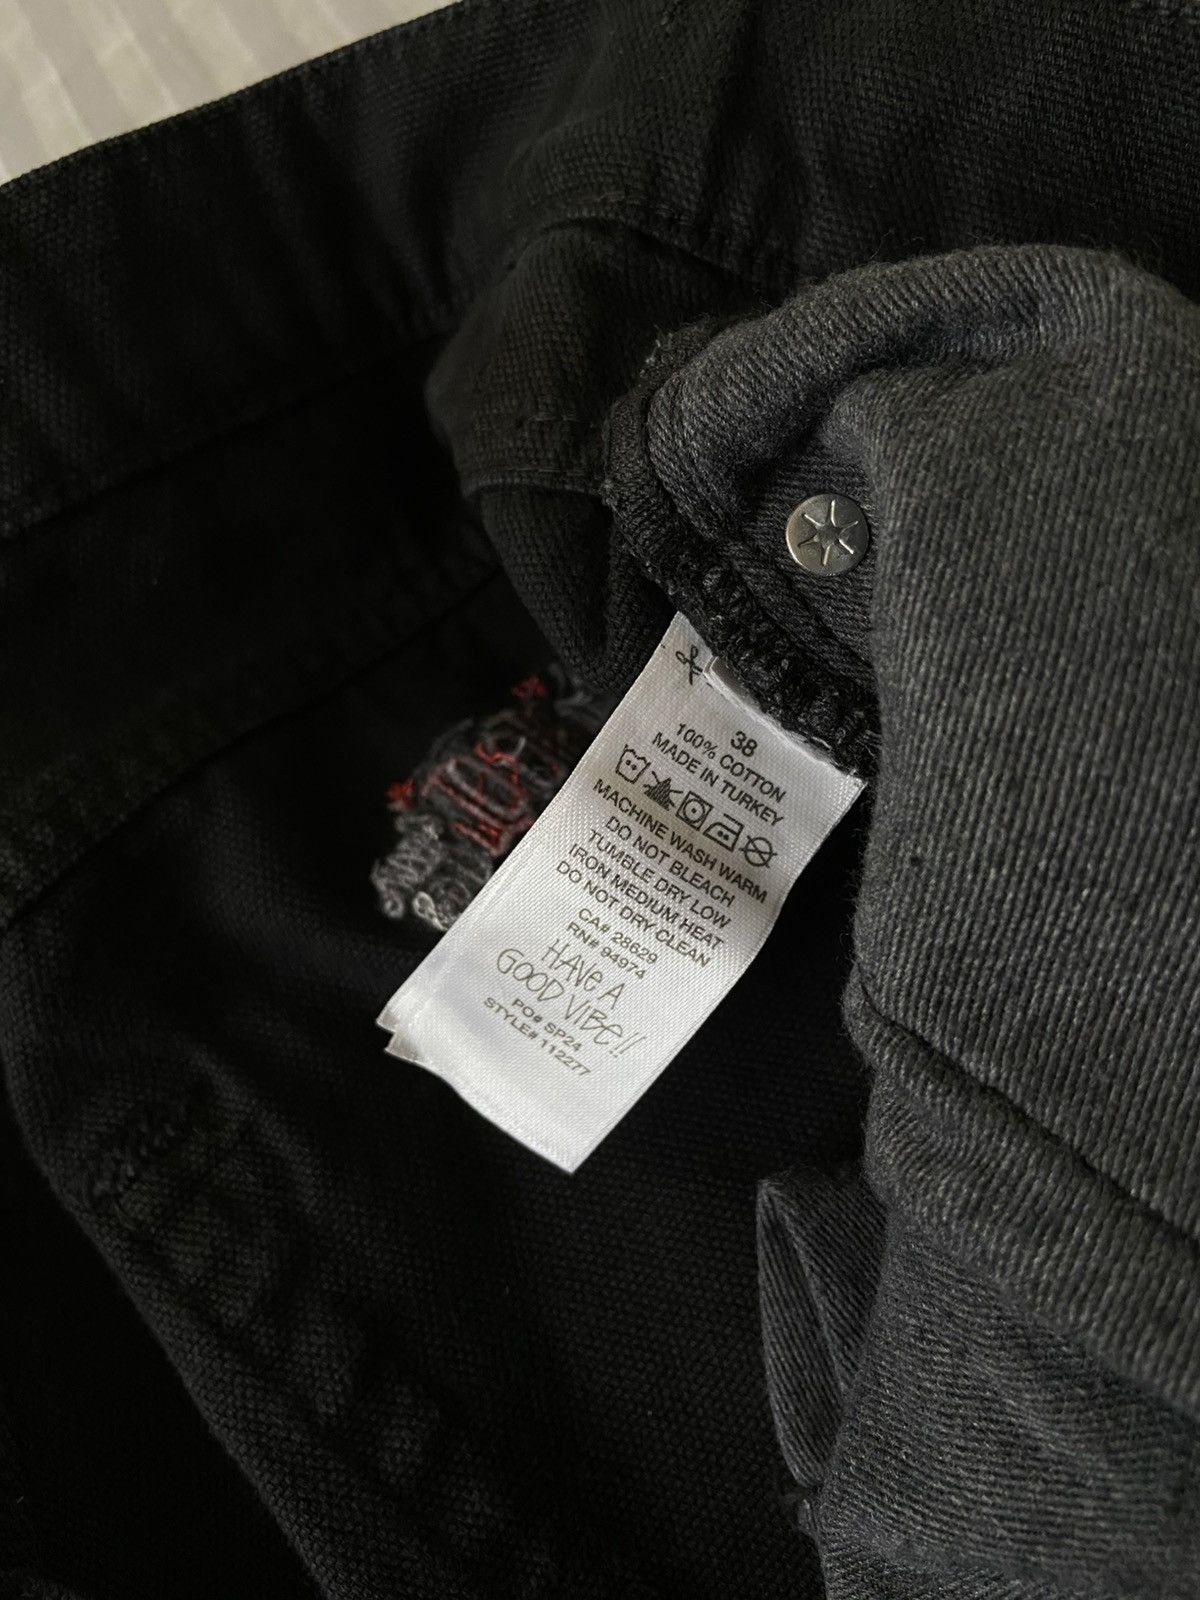 38
100% COTTON
MADE IN TURKEY
MACHINE WASH WARM
DO NOT BLEACH
TUMBLE DRY LOW
IRON MEDIUM HEAT
DO NOT DRY CLEAN
CA# 28629
RN# 94974
HAVE A
GOOD VIBE!!
PO# SP24
STYLE# 112277